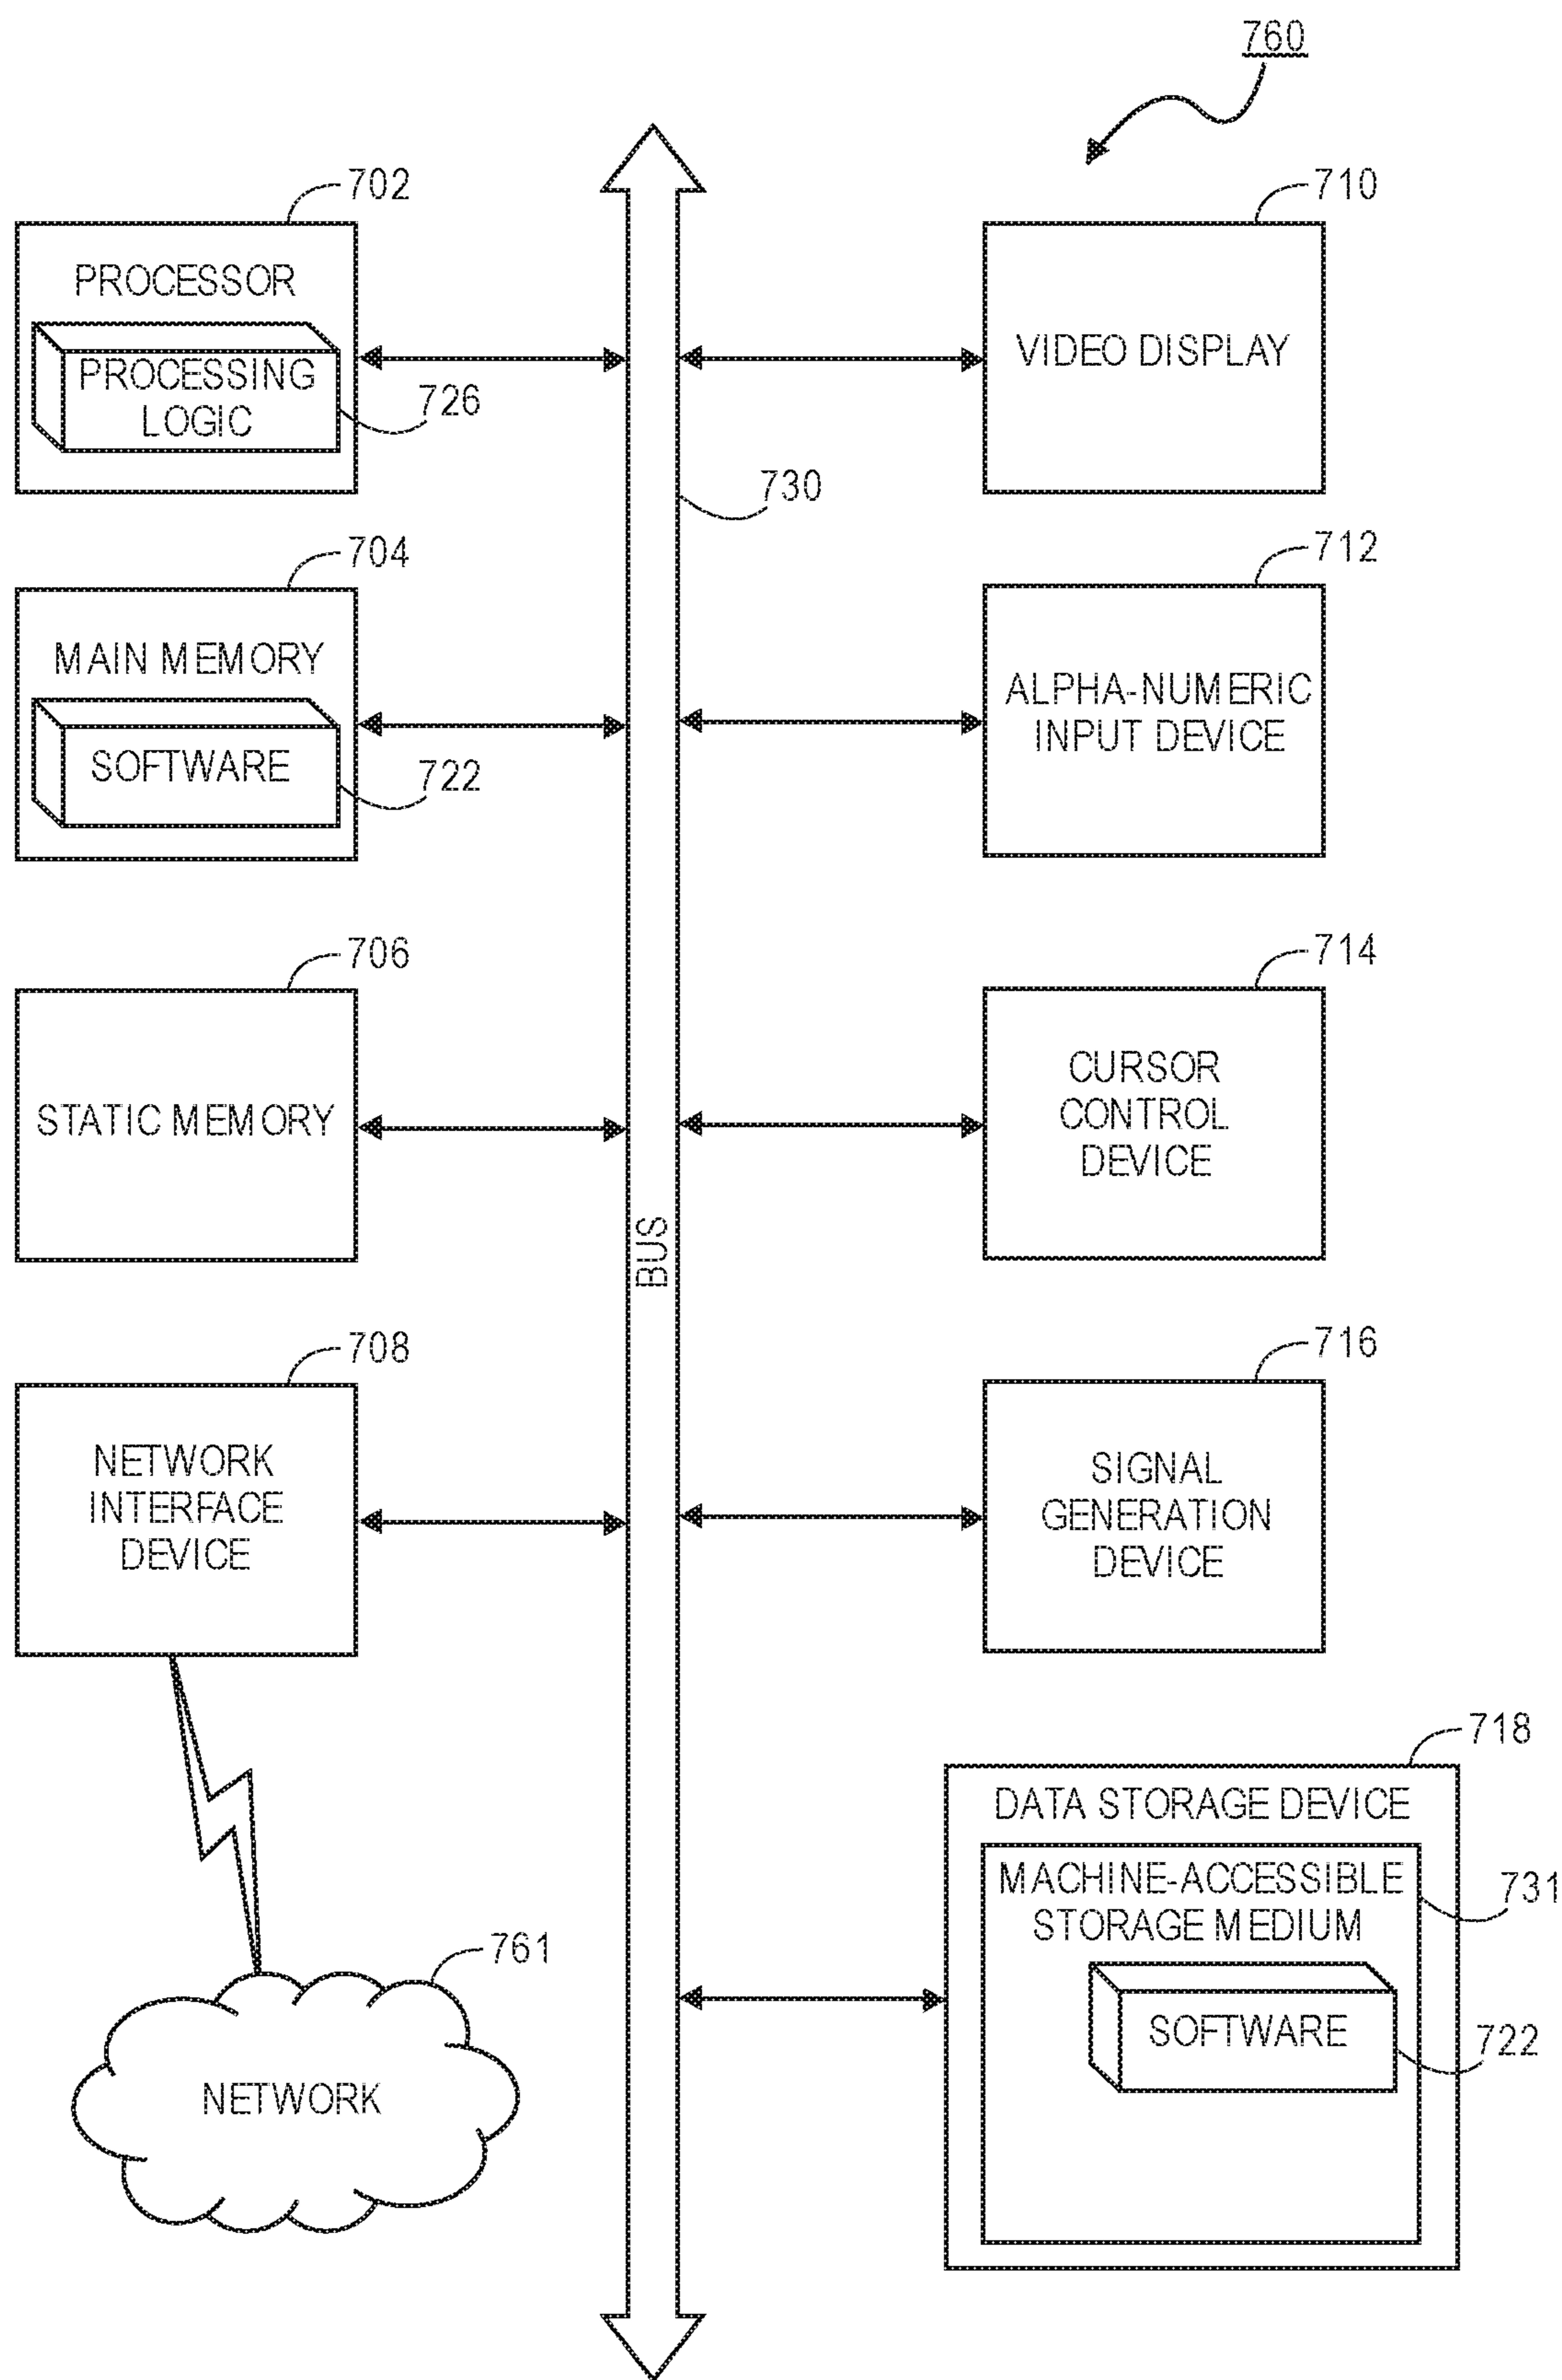 760
702
PROCESSOR
PROCESSING
LOGIC
726
710
VIDEO DISPLAY
730
704
MAIN MEMORY
SOFTWARE
722
712
ALPHA-NUMERIC
INPUT DEVICE
706
STATIC MEMORY
714
CURSOR
CONTROL
DEVICE
BUS
708
NETWORK
INTERFACE
DEVICE
716
SIGNAL
GENERATION
DEVICE
718
DATA STORAGE DEVICE
MACHINE-ACCESSIBLE
STORAGE MEDIUM
731
SOFTWARE
722
761
NETWORK